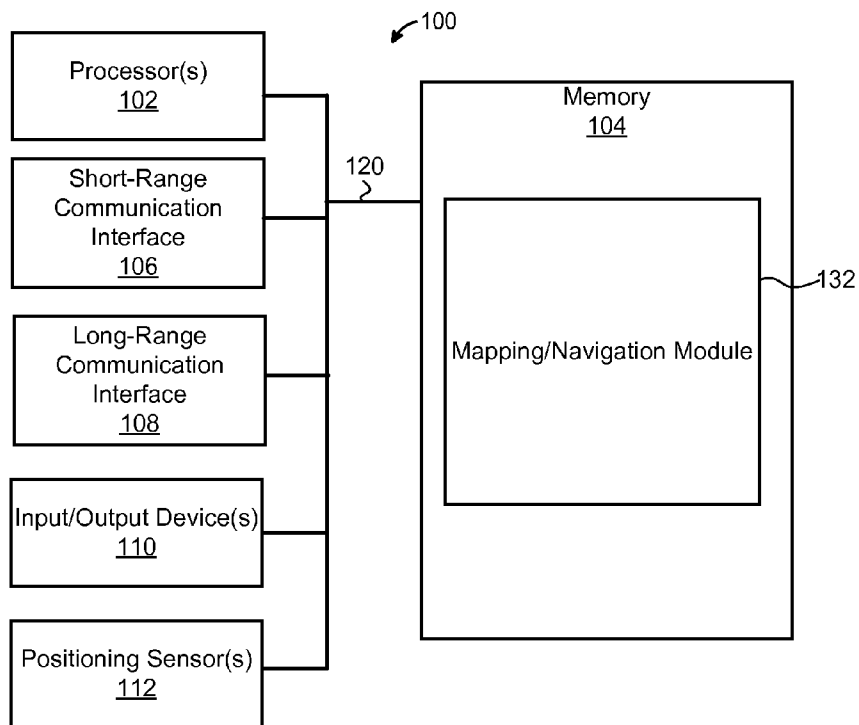 100
Processor(s)
102
Short-Range
Communication
Interface
106
Long-Range
Communication
Interface
108
Input/Output Device(s)
110
Positioning Sensor(s)
112
120
Memory
104
Mapping/Navigation Module
132